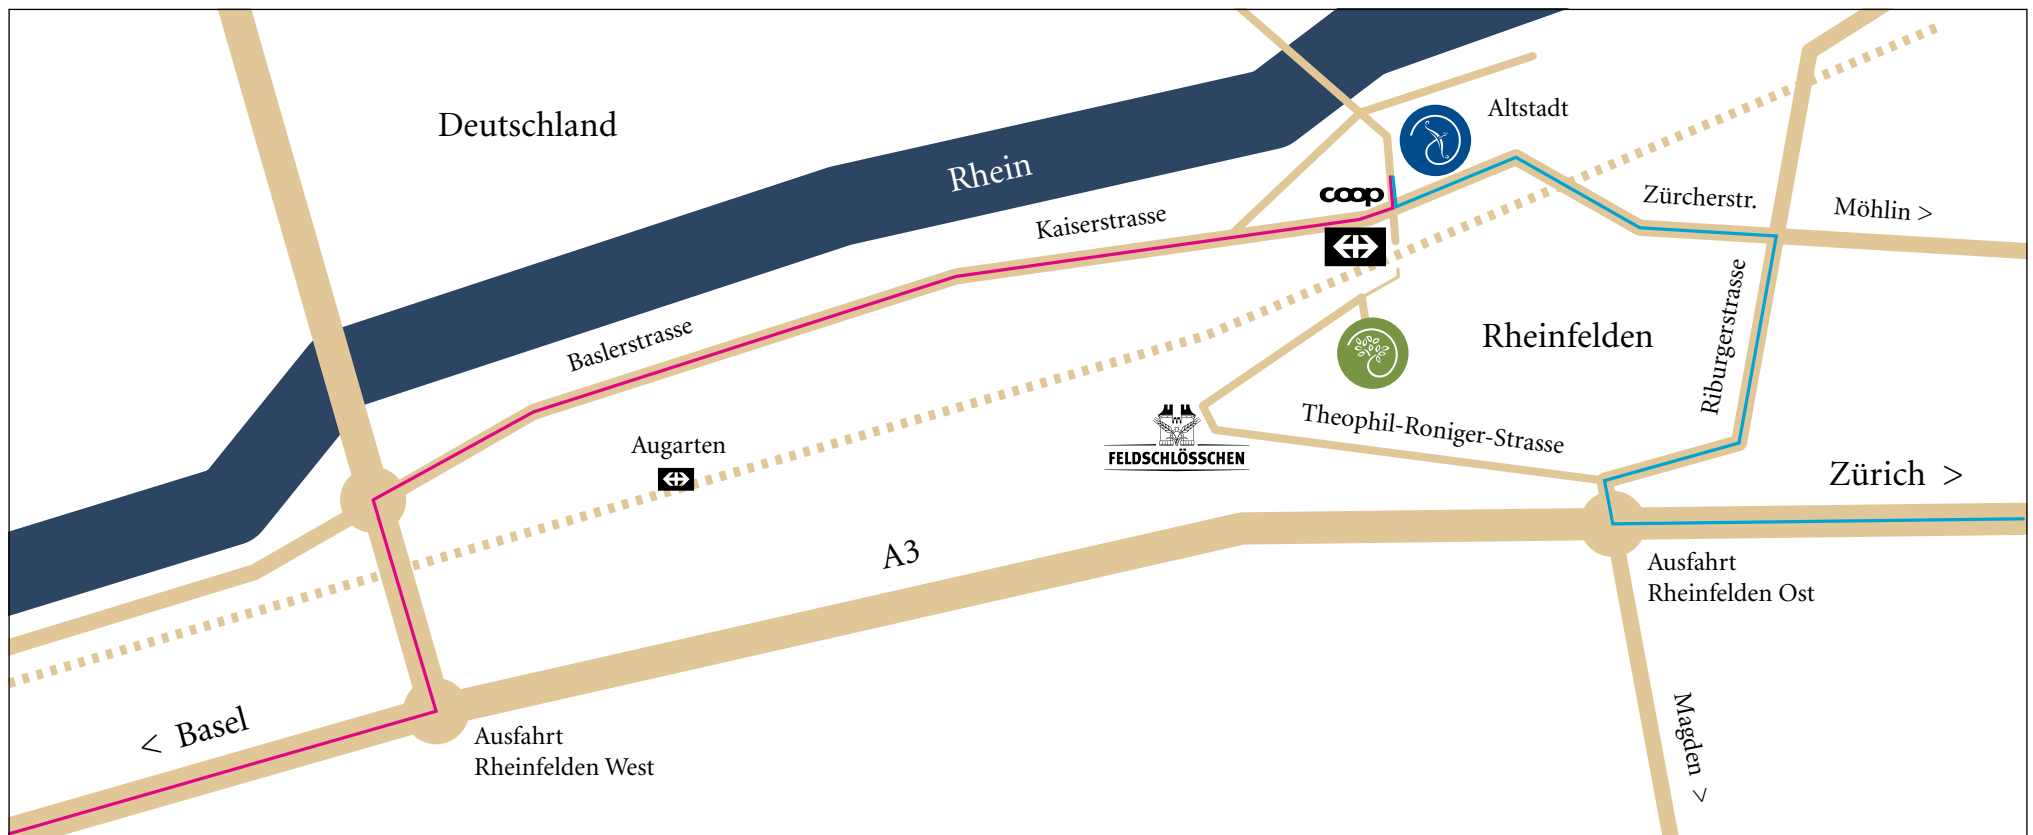 Deutschland
Rhein
Altstadt
coop
Kaiserstrasse
Zürcherstr.
Möhlin >
Baslerstrasse
Rheinfelden
Riburgerstrasse
Augarten
FELDSCHLÖSSCHEN
Theophil-Roniger-Strasse
Zürich >
A3
Ausfahrt
Rheinfelden Ost
< Basel
Ausfahrt
Rheinfelden West
Magden >